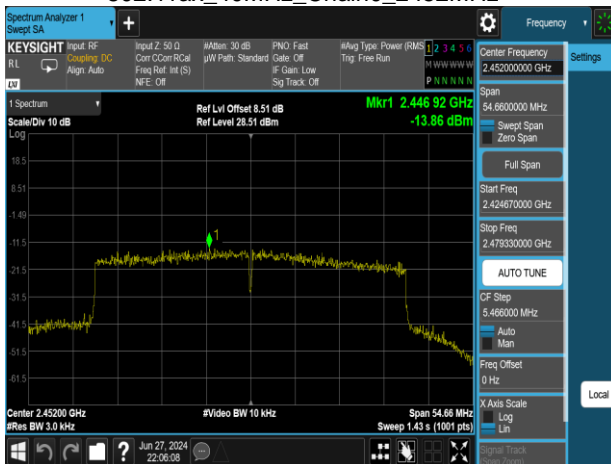 Spectrum Analyzer 1
Swept SA
+
Frequency
KEYSIGHT
RL
LXI
Input: RF
Coupling: DC
Align: Auto
Input Z: 50 Ω
Corr CCorr RCal
Freq Ref: Int (S)
NFE: Off
#Atten: 30 dB
µW Path: Standard
PNO: Fast
Gate: Off
IF Gain: Low
Sig Track: Off
#Avg Type: Power (RMS
Trig: Free Run
1 2 3 4 5 6
M W W W W W
P N N N N N
1 Spectrum
Scale/Div 10 dB
Log
Ref Lvl Offset 8.51 dB
Ref Level 28.51 dBm
Mkr1 2.446 92 GHz
-13.86 dBm
18.5
8.51
-1.49
-11.5
-21.5
-31.5
-41.5
-51.5
-61.5
1
Center 2.45200 GHz
#Res BW 3.0 kHz
#Video BW 10 kHz
Span 54.66 MHz
Sweep 1.43 s (1001 pts)
?
Jun 27, 2024
22:06:08
Center Frequency
2.452000000 GHz
Span
54.6600000 MHz
Swept Span
Zero Span
Full Span
Start Freq
2.424670000 GHz
Stop Freq
2.479330000 GHz
AUTO TUNE
CF Step
5.466000 MHz
Auto
Man
Freq Offset
0 Hz
X Axis Scale
Log
Lin
Signal Track
(Span Zoom)
Settings
Local